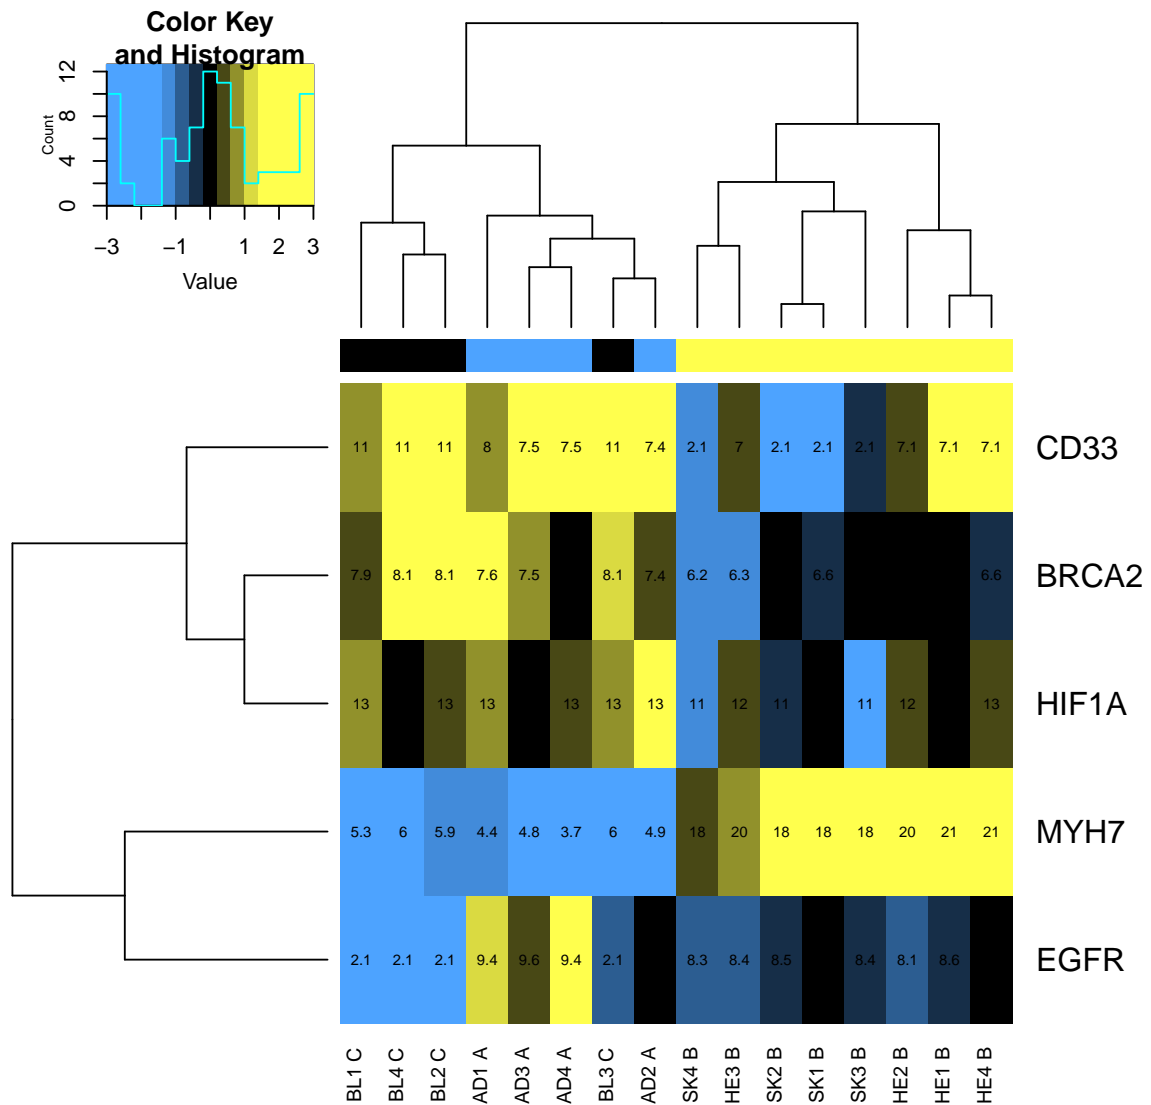 Color Key
and Histogram
Count
0 4 8 12
−3 −1 1 3
Value
11 11 11 8 7.5 7.5 11 7.4 2.1 7 2.1 2.1 2.1 7.1 7.1 7.1 CD33
7.9 8.1 8.1 7.6 7.5 8.1 7.4 6.2 6.3 6.6 6.6 BRCA2
13 13 13 13 13 13 11 12 11 11 12 13 HIF1A
5.3 6 5.9 4.4 4.8 3.7 6 4.9 18 20 18 18 18 20 21 21 MYH7
2.1 2.1 2.1 9.4 9.6 9.4 2.1 8.3 8.4 8.5 8.4 8.1 8.6 EGFR
BL1 C BL4 C BL2 C AD1 A AD3 A AD4 A BL3 C AD2 A SK4 B HE3 B SK2 B SK1 B SK3 B HE2 B HE1 B HE4 B